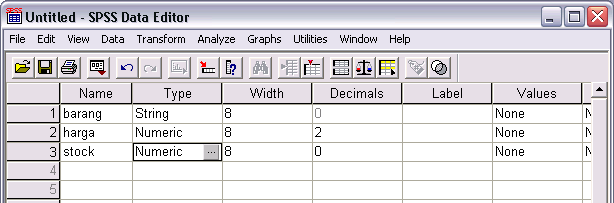 Untitled - SPSS Data Editor
File Edit View Data Transform Analyze Graphs Utilities Window Help
Name Type Width Decimals Label Values
1 barang String 8 0 None
2 harga Numeric 8 2 None
3 stock Numeric ... 8 0 None
4
5